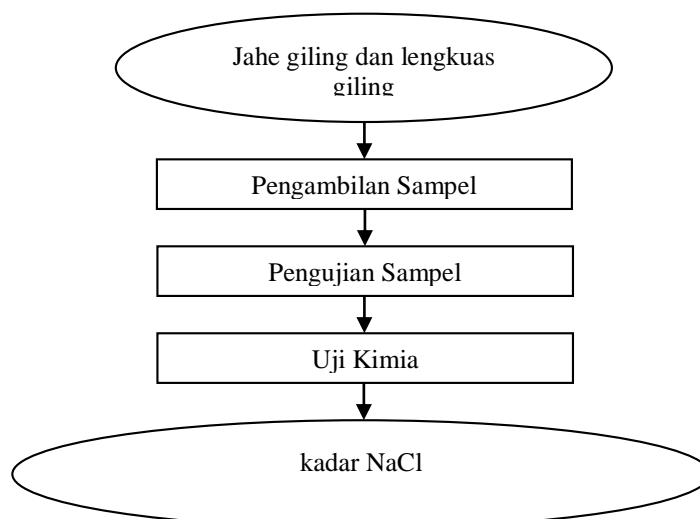 Jahe giling dan lengkuas
giling
Pengambilan Sampel
Pengujian Sampel
Uji Kimia
kadar NaCl